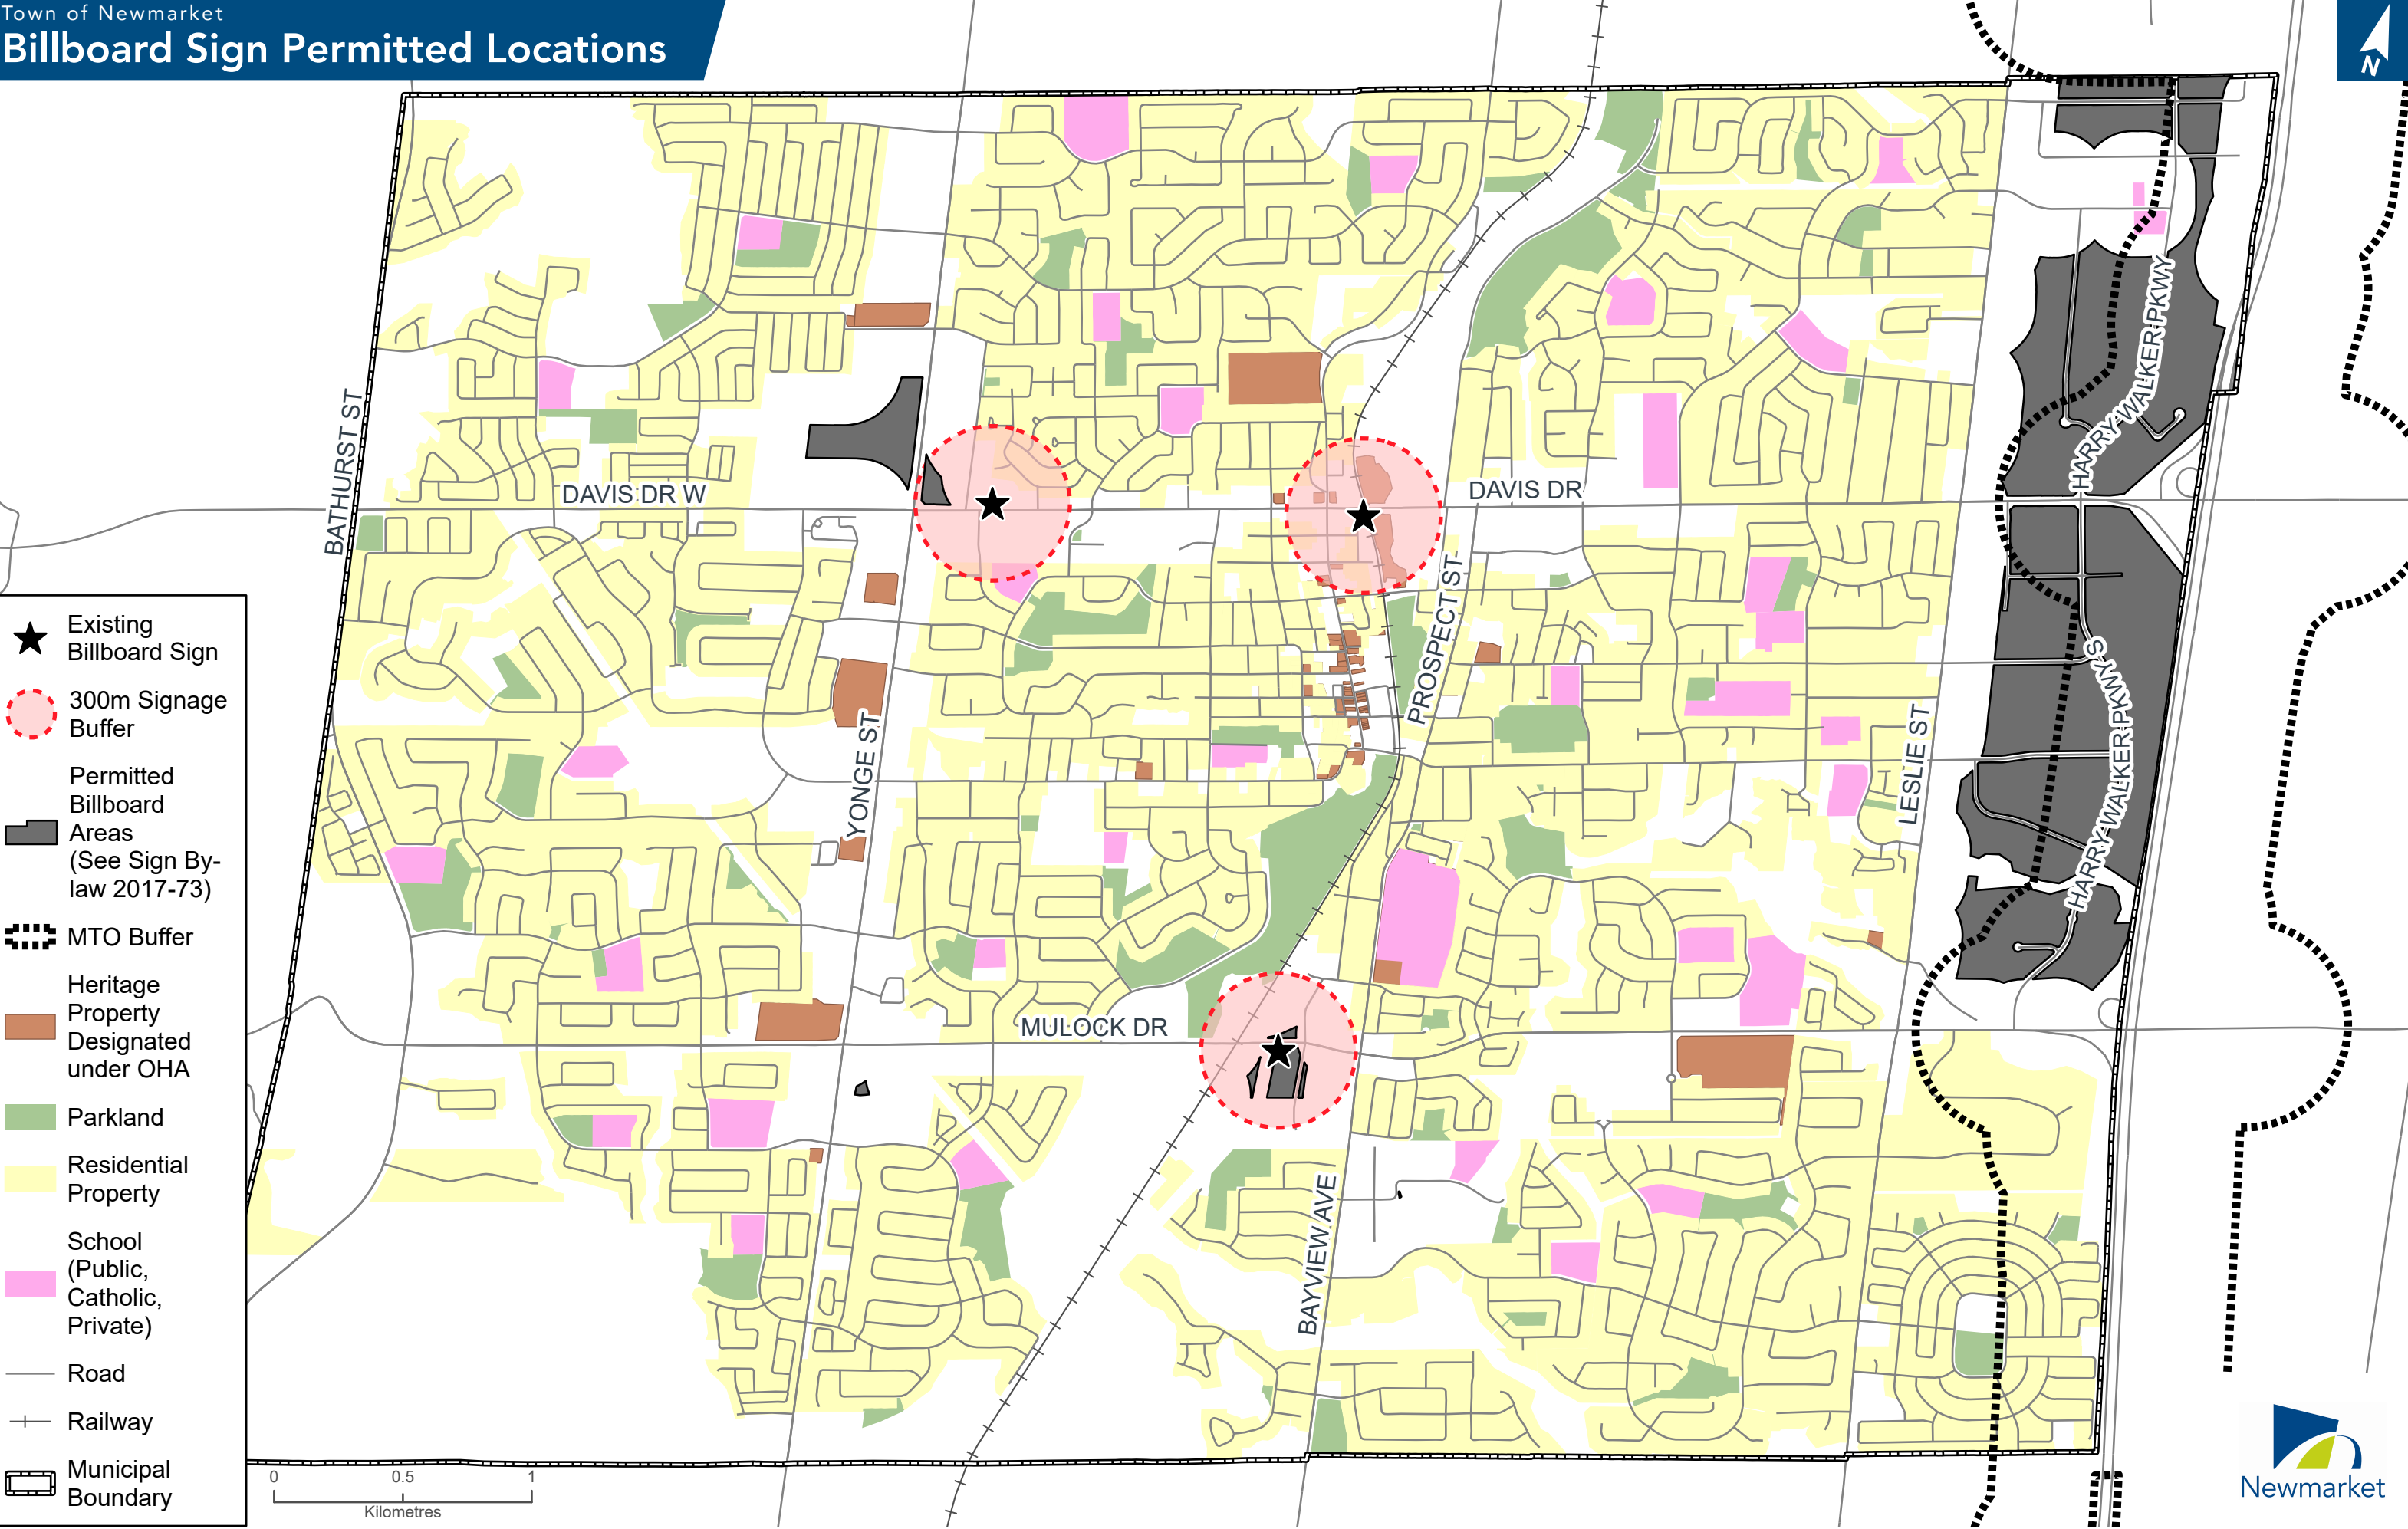 Town of Newmarket
Billboard Sign Permitted Locations
N
BATHURST ST
DAVIS DR W
DAVIS DR
HARRY WALKER PKWY
PROSPECT ST
YONGE ST
LESLIE ST
HARRY WALKER PKWY S
MULOCK DR
BAYVIEW AVE
Existing
Billboard Sign
300m Signage
Buffer
Permitted
Billboard
Areas
(See Sign By-
law 2017-73)
MTO Buffer
Heritage
Property
Designated
under OHA
Parkland
Residential
Property
School
(Public,
Catholic,
Private)
Road
Railway
Municipal
Boundary
0 0.5 1
Kilometres
Newmarket